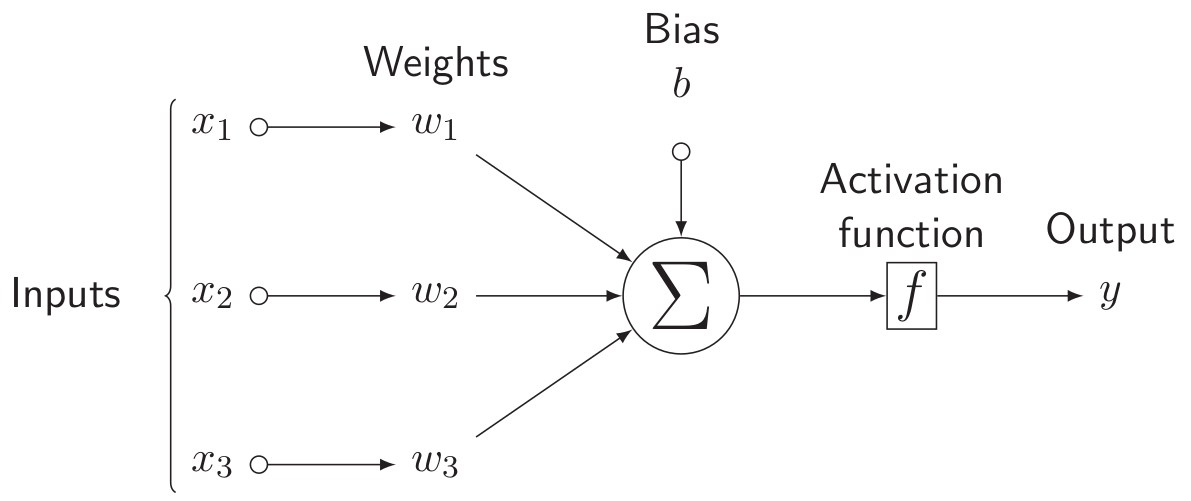 Bias
b
Weights
x₁ w₁
Activation
function
Output
Inputs x₂ w₂ ∑ f y
x₃ w₃